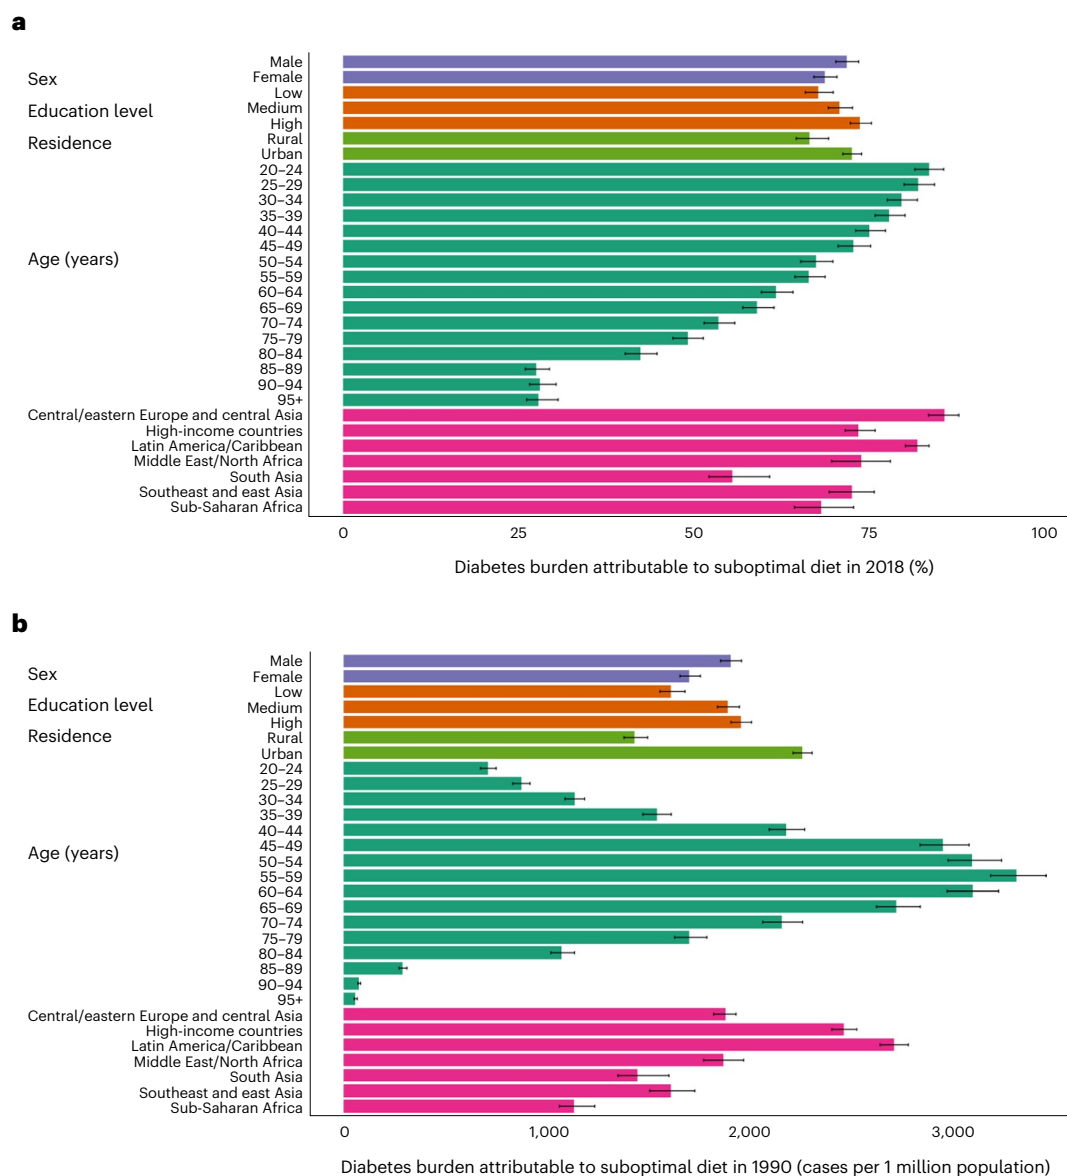 a
Sex
Education level
Residence
Age (years)
Male
Female
Low
Medium
High
Rural
Urban
20–24
25–29
30–34
35–39
40–44
45–49
50–54
55–59
60–64
65–69
70–74
75–79
80–84
85–89
90–94
95+
Central/eastern Europe and central Asia
High-income countries
Latin America/Caribbean
Middle East/North Africa
South Asia
Southeast and east Asia
Sub-Saharan Africa
0 25 50 75 100
Diabetes burden attributable to suboptimal diet in 2018 (%)
b
Sex
Education level
Residence
Age (years)
Male
Female
Low
Medium
High
Rural
Urban
20–24
25–29
30–34
35–39
40–44
45–49
50–54
55–59
60–64
65–69
70–74
75–79
80–84
85–89
90–94
95+
Central/eastern Europe and central Asia
High-income countries
Latin America/Caribbean
Middle East/North Africa
South Asia
Southeast and east Asia
Sub-Saharan Africa
0 1,000 2,000 3,000
Diabetes burden attributable to suboptimal diet in 1990 (cases per 1 million population)